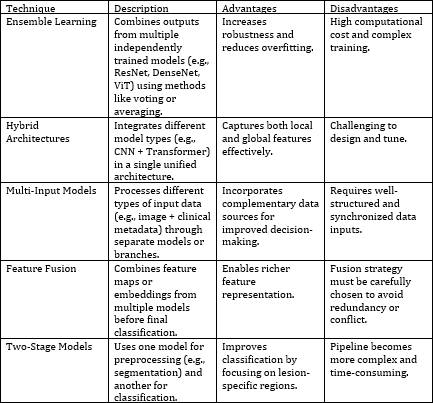 Technique Description Advantages Disadvantages
Ensemble Learning
Combines outputs
from multiple
independently
trained models (e.g.,
ResNet, DenseNet,
ViT) using methods
like voting or
averaging.
Increases
robustness and
reduces overfitting.
High computational
cost and complex
training.
Hybrid
Architectures
Integrates different
model types (e.g.,
CNN + Transformer)
in a single unified
architecture.
Captures both local
and global features
effectively.
Challenging to
design and tune.
Multi-Input Models
Processes different
types of input data
(e.g., image + clinical
metadata) through
separate models or
branches.
Incorporates
complementary data
sources for
improved decision-
making.
Requires well-
structured and
synchronized data
inputs.
Feature Fusion
Combines feature
maps or
embeddings from
multiple models
before final
classification.
Enables richer
feature
representation.
Fusion strategy
must be carefully
chosen to avoid
redundancy or
conflict.
Two-Stage Models
Uses one model for
preprocessing (e.g.,
segmentation) and
another for
classification.
Improves
classification by
focusing on lesion-
specific regions.
Pipeline becomes
more complex and
time-consuming.